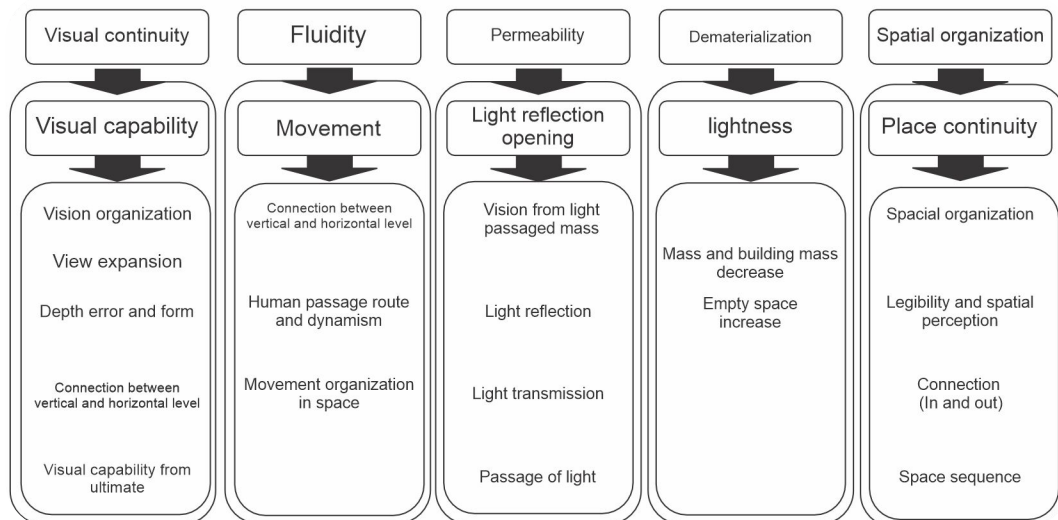 Visual continuity
Fluidity
Permeability
Dematerialization
Spatial organization
Visual capability
Movement
Light reflection
opening
lightness
Place continuity
Vision organization
View expansion
Depth error and form
Connection between
vertical and horizontal level
Visual capability from
ultimate
Connection between
vertical and horizontal level
Human passage route
and dynamism
Movement organization
in space
Vision from light
passaged mass
Light reflection
Light transmission
Passage of light
Mass and building mass
decrease
Empty space
increase
Spacial organization
Legibility and spatial
perception
Connection
(In and out)
Space sequence